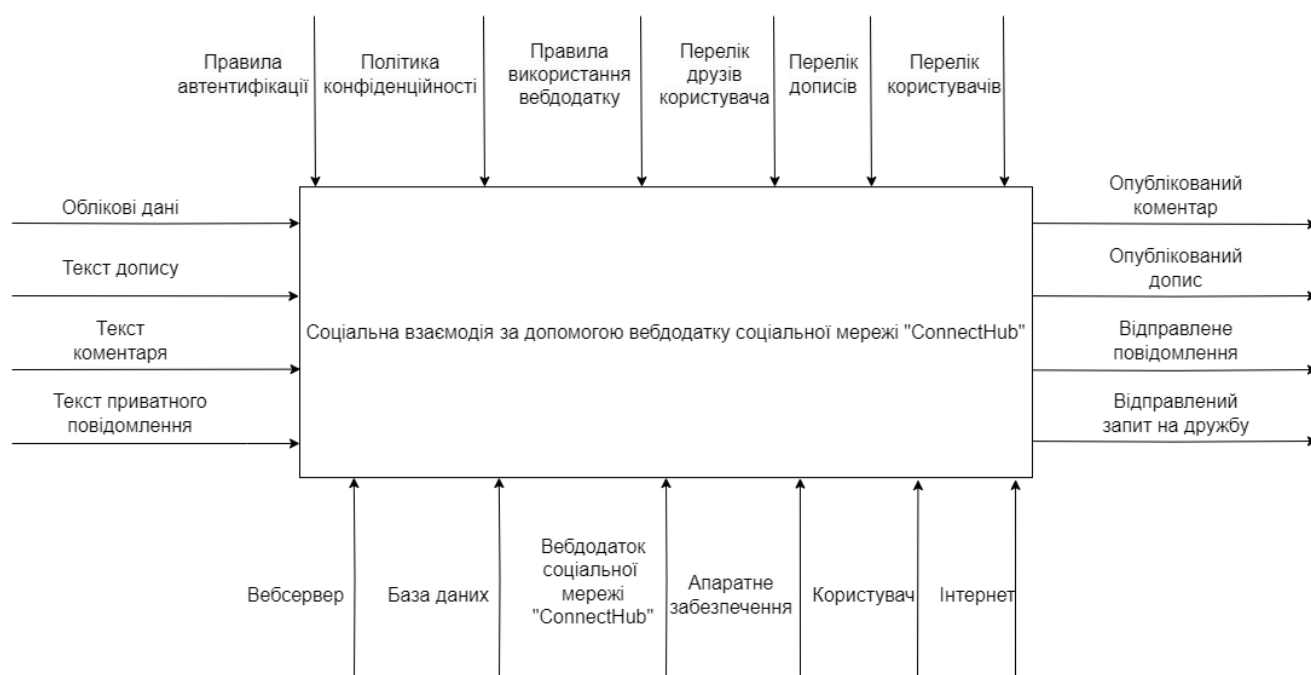 Правила
автентифікації
Політика
конфіденційності
Правила
використання
вебдодатку
Перелік
друзів
користувача
Перелік
дописів
Перелік
користувачів
Облікові дані
Текст допису
Текст
коментаря
Текст приватного
повідомлення
Соціальна взаємодія за допомогою вебдодатку соціальної мережі "ConnectHub"
Опублікований
коментар
Опублікований
допис
Відправлене
повідомлення
Відправлений
запит на дружбу
Вебсервер
База даних
Вебдодаток
соціальної
мережі
"ConnectHub"
Апаратне
забезпечення
Користувач
Інтернет